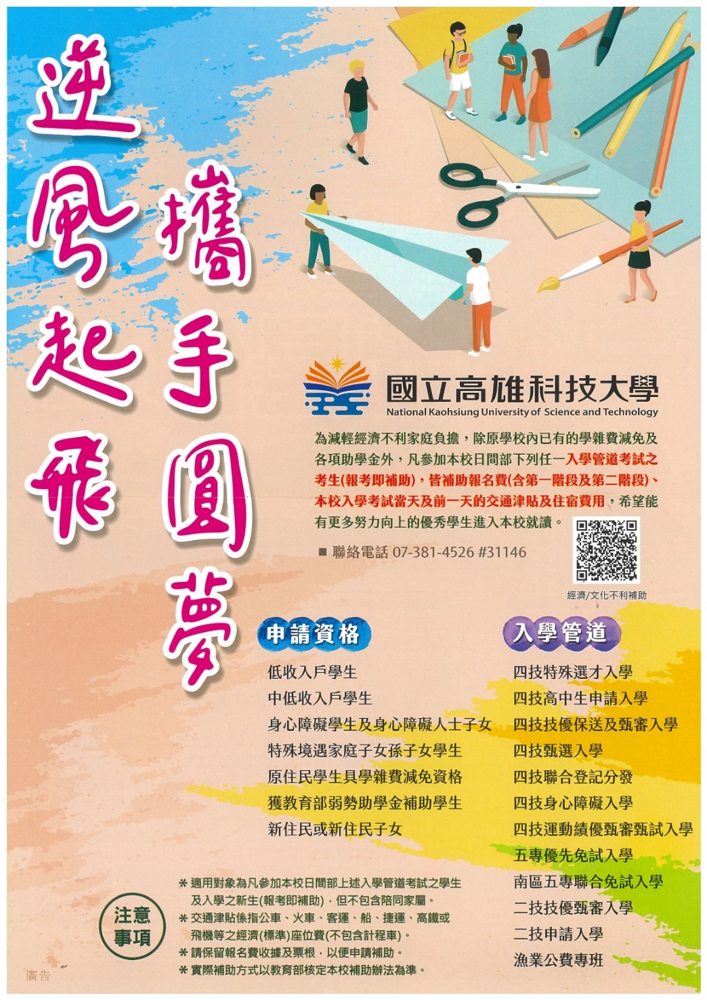 逆風起飛
攜手圓夢
國立高雄科技大學
National Kaohsiung University of Science and Technology
為減輕經濟不利家庭負擔，除原學校內已有的學雜費減免及
各項助學金外，凡參加本校日間部下列任一入學管道考試之
考生(報考即補助)，皆補助報名費(含第一階段及第二階段)、
本校入學考試當天及前一天的交通津貼及住宿費用，希望能
有更多努力向上的優秀學生進入本校就讀。
■ 聯絡電話 07-381-4526 #31146
經濟/文化不利補助
申請資格
低收入戶學生
中低收入戶學生
身心障礙學生及身心障礙人士子女
特殊境遇家庭子女孫子女學生
原住民學生具學雜費減免資格
獲教育部弱勢助學金補助學生
新住民或新住民子女
入學管道
四技特殊選才入學
四技高中生申請入學
四技技優保送及甄審入學
四技甄選入學
四技聯合登記分發
四技身心障礙入學
四技運動績優甄審甄試入學
五專優先免試入學
南區五專聯合免試入學
二技技優甄審入學
二技申請入學
漁業公費專班
注意
事項
＊適用對象為凡參加本校日間部上述入學管道考試之學生
及入學之新生(報考即補助)，但不包含陪同家屬。
＊交通津貼係指公車、火車、客運、船、捷運、高鐵或
飛機等之經濟(標準)座位費(不包含計程車)。
＊請保留報名費收據及票根，以便申請補助。
＊實際補助方式以教育部核定本校補助辦法為準。
廣告